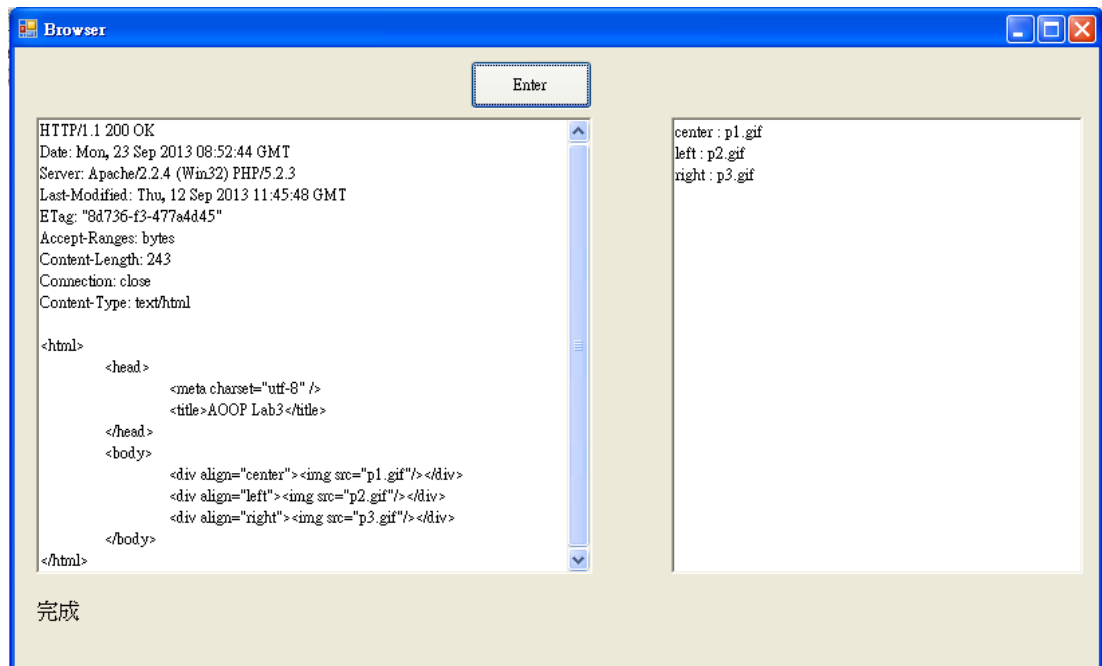 Browser
Enter
HTTP/1.1 200 OK
Date: Mon, 23 Sep 2013 08:52:44 GMT
Server: Apache/2.2.4 (Win32) PHP/5.2.3
Last-Modified: Thu, 12 Sep 2013 11:45:48 GMT
ETag: "8d736-f3-477a4d45"
Accept-Ranges: bytes
Content-Length: 243
Connection: close
Content-Type: text/html
<html>
<head>
<meta charset="utf-8" />
<title>AOOP Lab3</title>
</head>
<body>
<div align="center"><img src="p1.gif"/></div>
<div align="left"><img src="p2.gif"/></div>
<div align="right"><img src="p3.gif"/></div>
</body>
</html>
center : p1.gif
left : p2.gif
right : p3.gif
完成